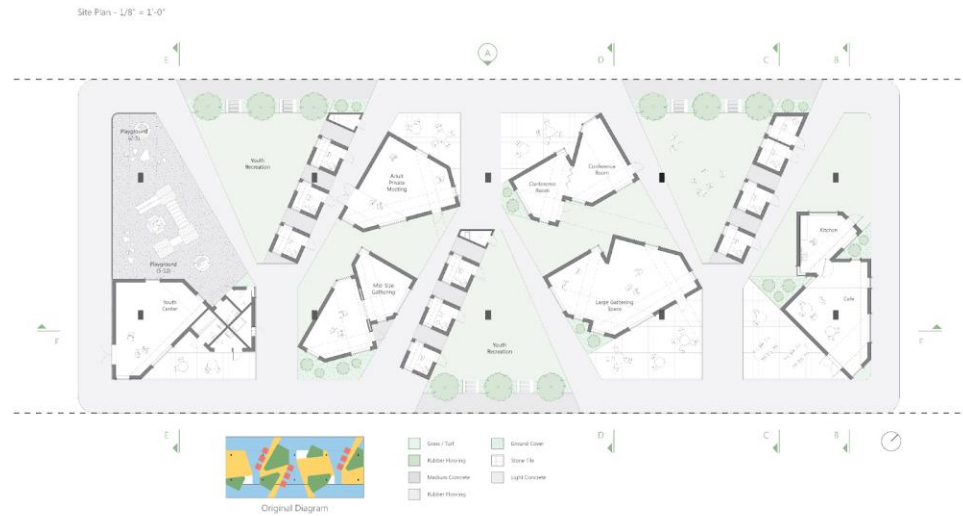 Site Plan - 1/8" = 1'-0"
E
A
D
C
B
Playground
(2-5)
Youth
Recreation
Adult
Private
Meeting
Conference
Room
Conference
Room
Kitchen
Playground
(5-12)
Youth
Center
Mid Size
Gathering
Large Gathering
Space
Cafe
Youth
Recreation
F
F
E
D
C
B
Grass / Turf
Ground Cover
Rubber Flooring
Stone Tile
Medium Concrete
Light Concrete
Rubber Flooring
Original Diagram